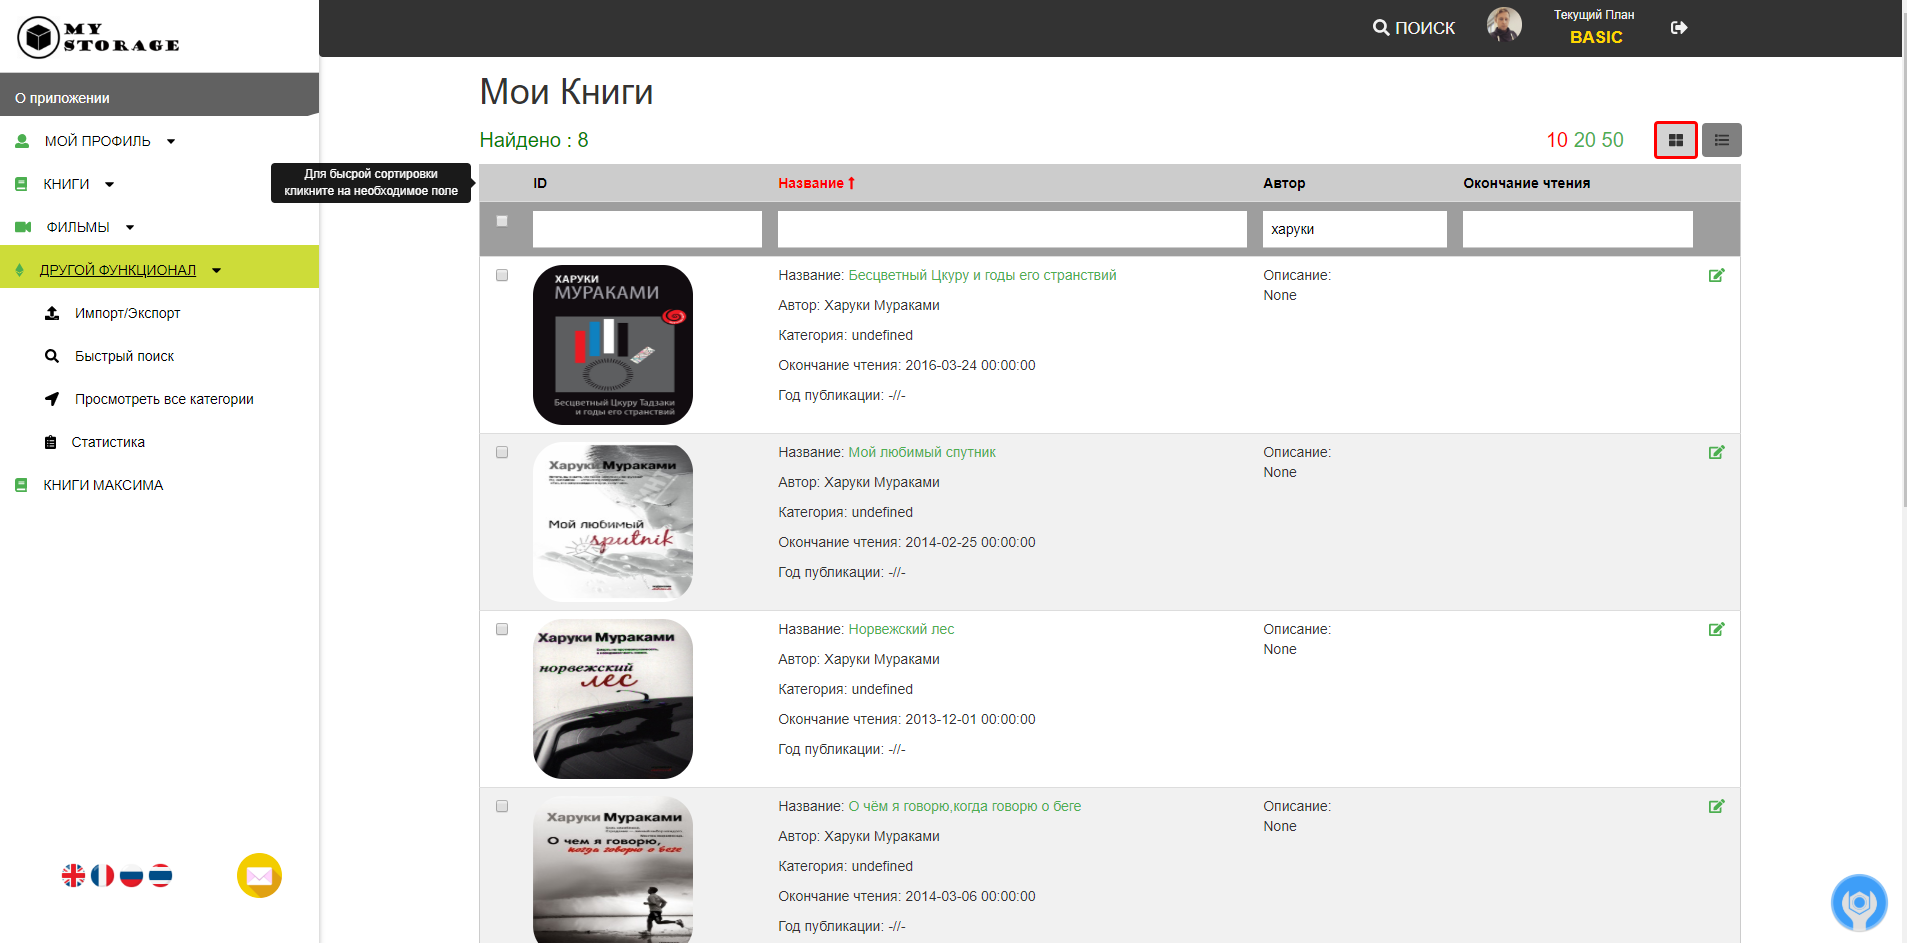 MY
STORAGE
ПОИСК
Текущий План
BASIC
О приложении
МОЙ ПРОФИЛЬ
КНИГИ
ФИЛЬМЫ
ДРУГОЙ ФУНКЦИОНАЛ
Импорт/Экспорт
Быстрый поиск
Просмотреть все категории
Статистика
КНИГИ МАКСИМА
Мои Книги
Найдено : 8
10 20 50
Для бысрой сортировки
кликните на необходимое поле
ID Название Автор Окончание чтения
харуки
ХАРУКИ
МУРАКАМИ
Бесцветный Цкуру Тадзаки
и годы его странствий
Название: Бесцветный Цкуру и годы его странствий
Автор: Харуки Мураками
Категория: undefined
Окончание чтения: 2016-03-24 00:00:00
Год публикации: -//-
Описание:
None
Харуки Мураками
Мой любимый
sputnik
Название: Мой любимый спутник
Автор: Харуки Мураками
Категория: undefined
Окончание чтения: 2014-02-25 00:00:00
Год публикации: -//-
Описание:
None
Харуки Мураками
норвежский
лес
Название: Норвежский лес
Автор: Харуки Мураками
Категория: undefined
Окончание чтения: 2013-12-01 00:00:00
Год публикации: -//-
Описание:
None
Харуки Мураками
О чем я говорю,
когда говорю о беге
Название: О чём я говорю,когда говорю о беге
Автор: Харуки Мураками
Категория: undefined
Окончание чтения: 2014-03-06 00:00:00
Год публикации: -//-
Описание:
None